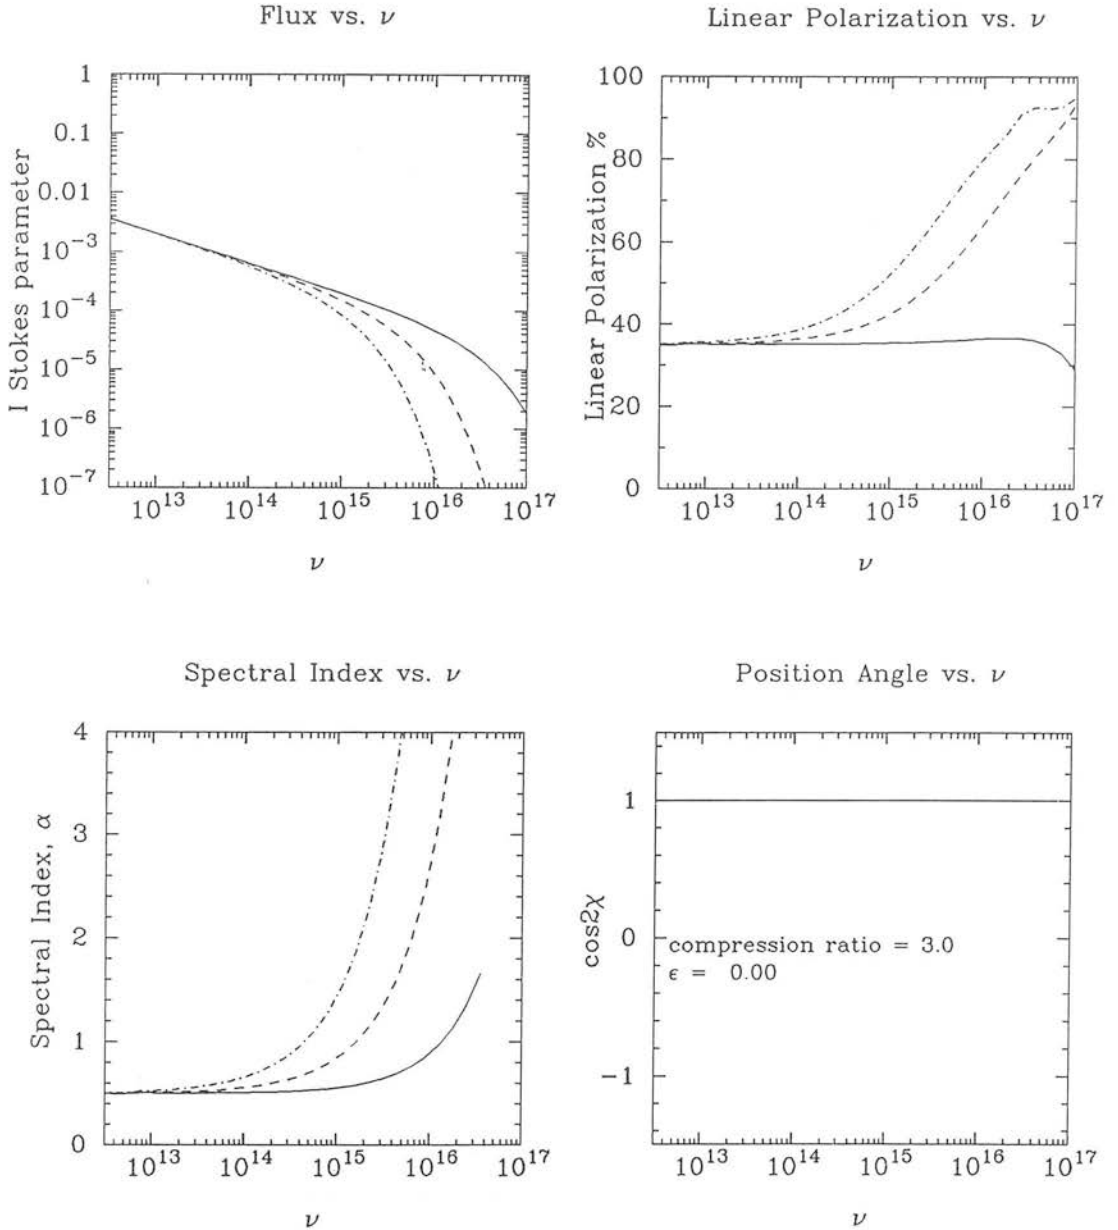 Flux vs. ν
Linear Polarization vs. ν
I Stokes parameter
1
0.1
0.01
10⁻³
10⁻⁴
10⁻⁵
10⁻⁶
10⁻⁷
10¹³ 10¹⁴ 10¹⁵ 10¹⁶ 10¹⁷
ν
Linear Polarization %
100
80
60
40
20
0
10¹³ 10¹⁴ 10¹⁵ 10¹⁶ 10¹⁷
ν
Spectral Index vs. ν
Position Angle vs. ν
Spectral Index, α
4
3
2
1
0
10¹³ 10¹⁴ 10¹⁵ 10¹⁶ 10¹⁷
ν
cos2χ
1
0
−1
compression ratio = 3.0
ε = 0.00
10¹³ 10¹⁴ 10¹⁵ 10¹⁶ 10¹⁷
ν